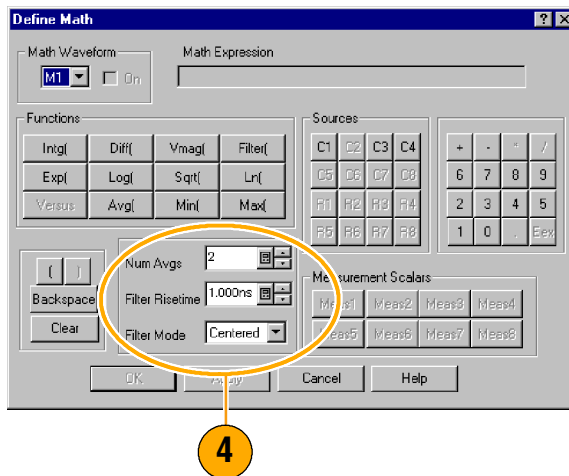 Define Math
Math Waveform
Math Expression
M1
On
Functions
Intg( Diff( Vmag( Filter(
Exp( Log( Sqrt( Ln(
Versus Avg( Min( Max(
Sources
C1 C2 C3 C4
C5 C6 C7 C8
R1 R2 R3 R4
R5 R6 R7 R8
+ - * /
6 7 8 9
2 3 4 5
1 0 . Eex
( )
Backspace
Clear
Num Avgs 2
Filter Risetime 1.000ns
Filter Mode Centered
Measurement Scalars
Meas1 Meas2 Meas3 Meas4
Meas5 Meas6 Meas7 Meas8
OK Apply Cancel Help
4